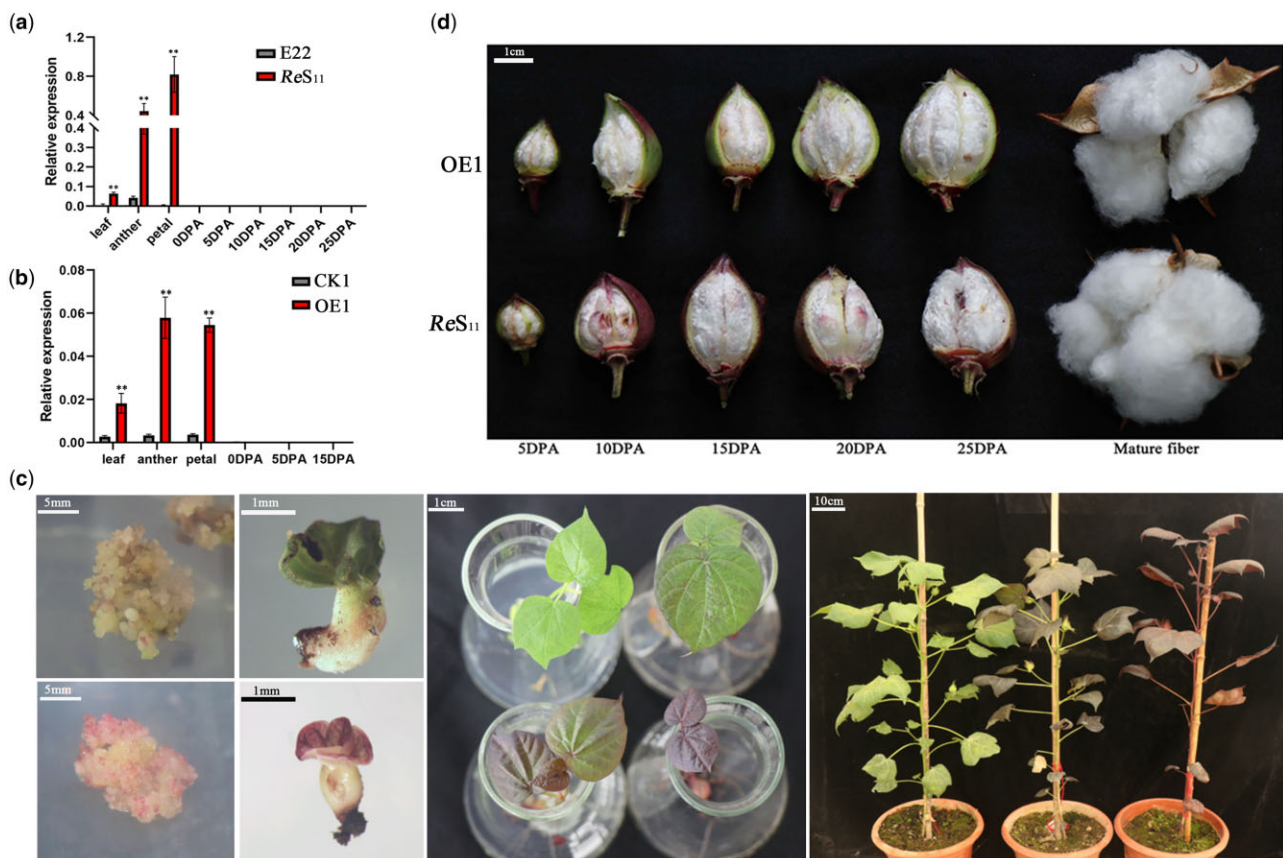 (a)
1.2
0.8
0.4
0.4
0.3
0.2
0.1
0.0
Relative expression
E22
ReS11
**
**
**
leaf
anther
petal
0DPA
5DPA
10DPA
15DPA
20DPA
25DPA
(b)
0.08
0.06
0.04
0.02
0.00
Relative expression
CK1
OE1
**
**
**
leaf
anther
petal
0DPA
5DPA
15DPA
(d)
1cm
OE1
ReS11
5DPA
10DPA
15DPA
20DPA
25DPA
Mature fiber
(c)
5mm
1mm
1cm
10cm
5mm
1mm